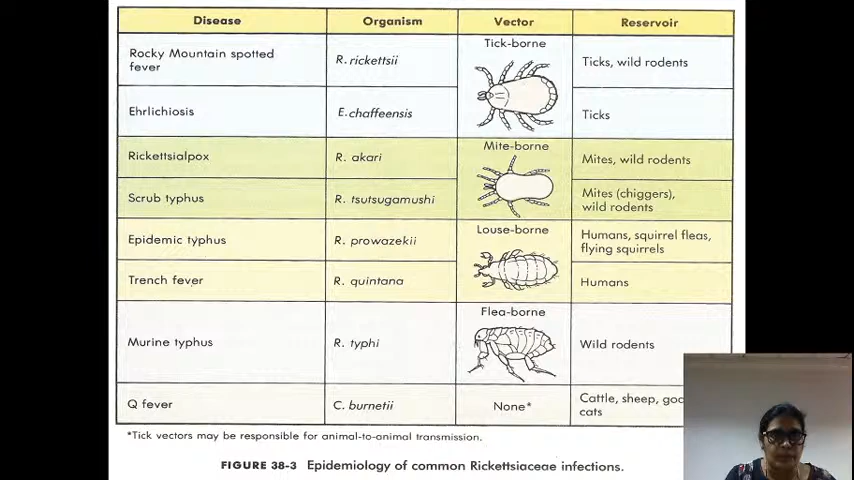 Disease Organism Vector Reservoir
Rocky Mountain spotted
fever
R. rickettsii
Tick-borne
Ticks, wild rodents
Ehrlichiosis
E. chaffeensis
Ticks
Rickettsialpox
R. akari
Mite-borne
Mites, wild rodents
Scrub typhus
R. tsutsugamushi
Mites (chiggers),
wild rodents
Epidemic typhus
R. prowazekii
Louse-borne
Humans, squirrel fleas,
flying squirrels
Trench fever
R. quintana
Humans
Murine typhus
R. typhi
Flea-borne
Wild rodents
Q fever
C. burnetii
None*
Cattle, sheep,
cats
*Tick vectors may be responsible for animal-to-animal transmission.
FIGURE 38-3 Epidemiology of common Rickettsiaceae infections.